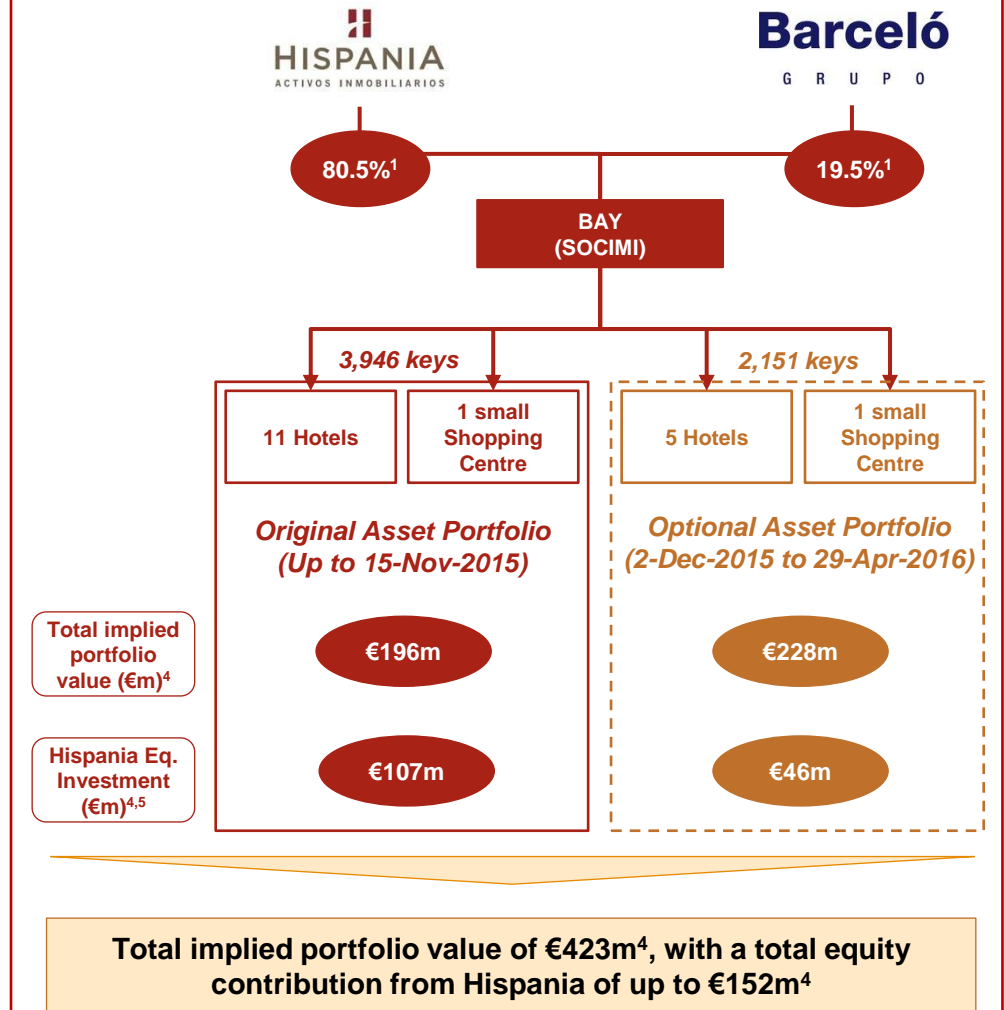 HISPANIA
ACTIVOS INMOBILIARIOS
Barceló
GRUPO
80.5%¹
19.5%¹
BAY
(SOCIMI)
3,946 keys
2,151 keys
11 Hotels
1 small
Shopping
Centre
5 Hotels
1 small
Shopping
Centre
Original Asset Portfolio
(Up to 15-Nov-2015)
Optional Asset Portfolio
(2-Dec-2015 to 29-Apr-2016)
Total implied
portfolio
value (€m)⁴
€196m
€228m
Hispania Eq.
Investment
(€m)⁴,⁵
€107m
€46m
Total implied portfolio value of €423m⁴, with a total equity
contribution from Hispania of up to €152m⁴